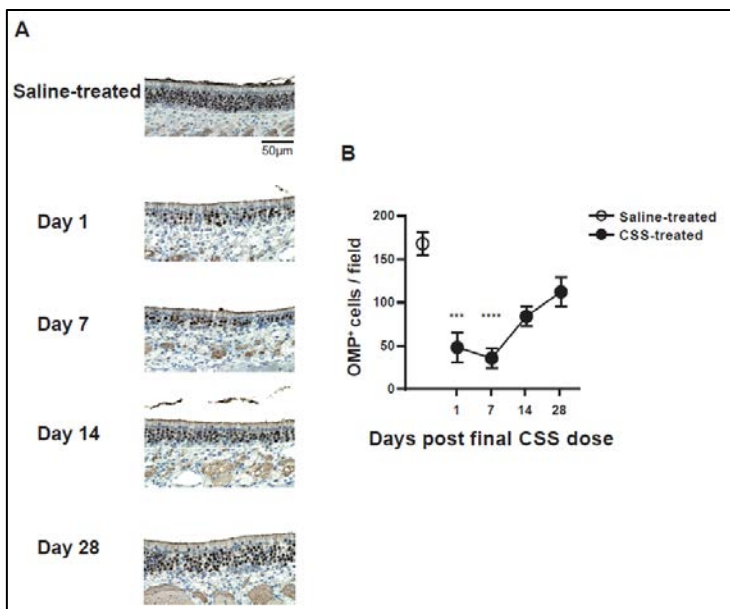 A
Saline-treated
50µm
Day 1
Day 7
Day 14
Day 28
B
OMP⁺ cells / field
200
150
100
50
0
*** ****
1 7 14 28
Days post final CSS dose
Saline-treated
CSS-treated